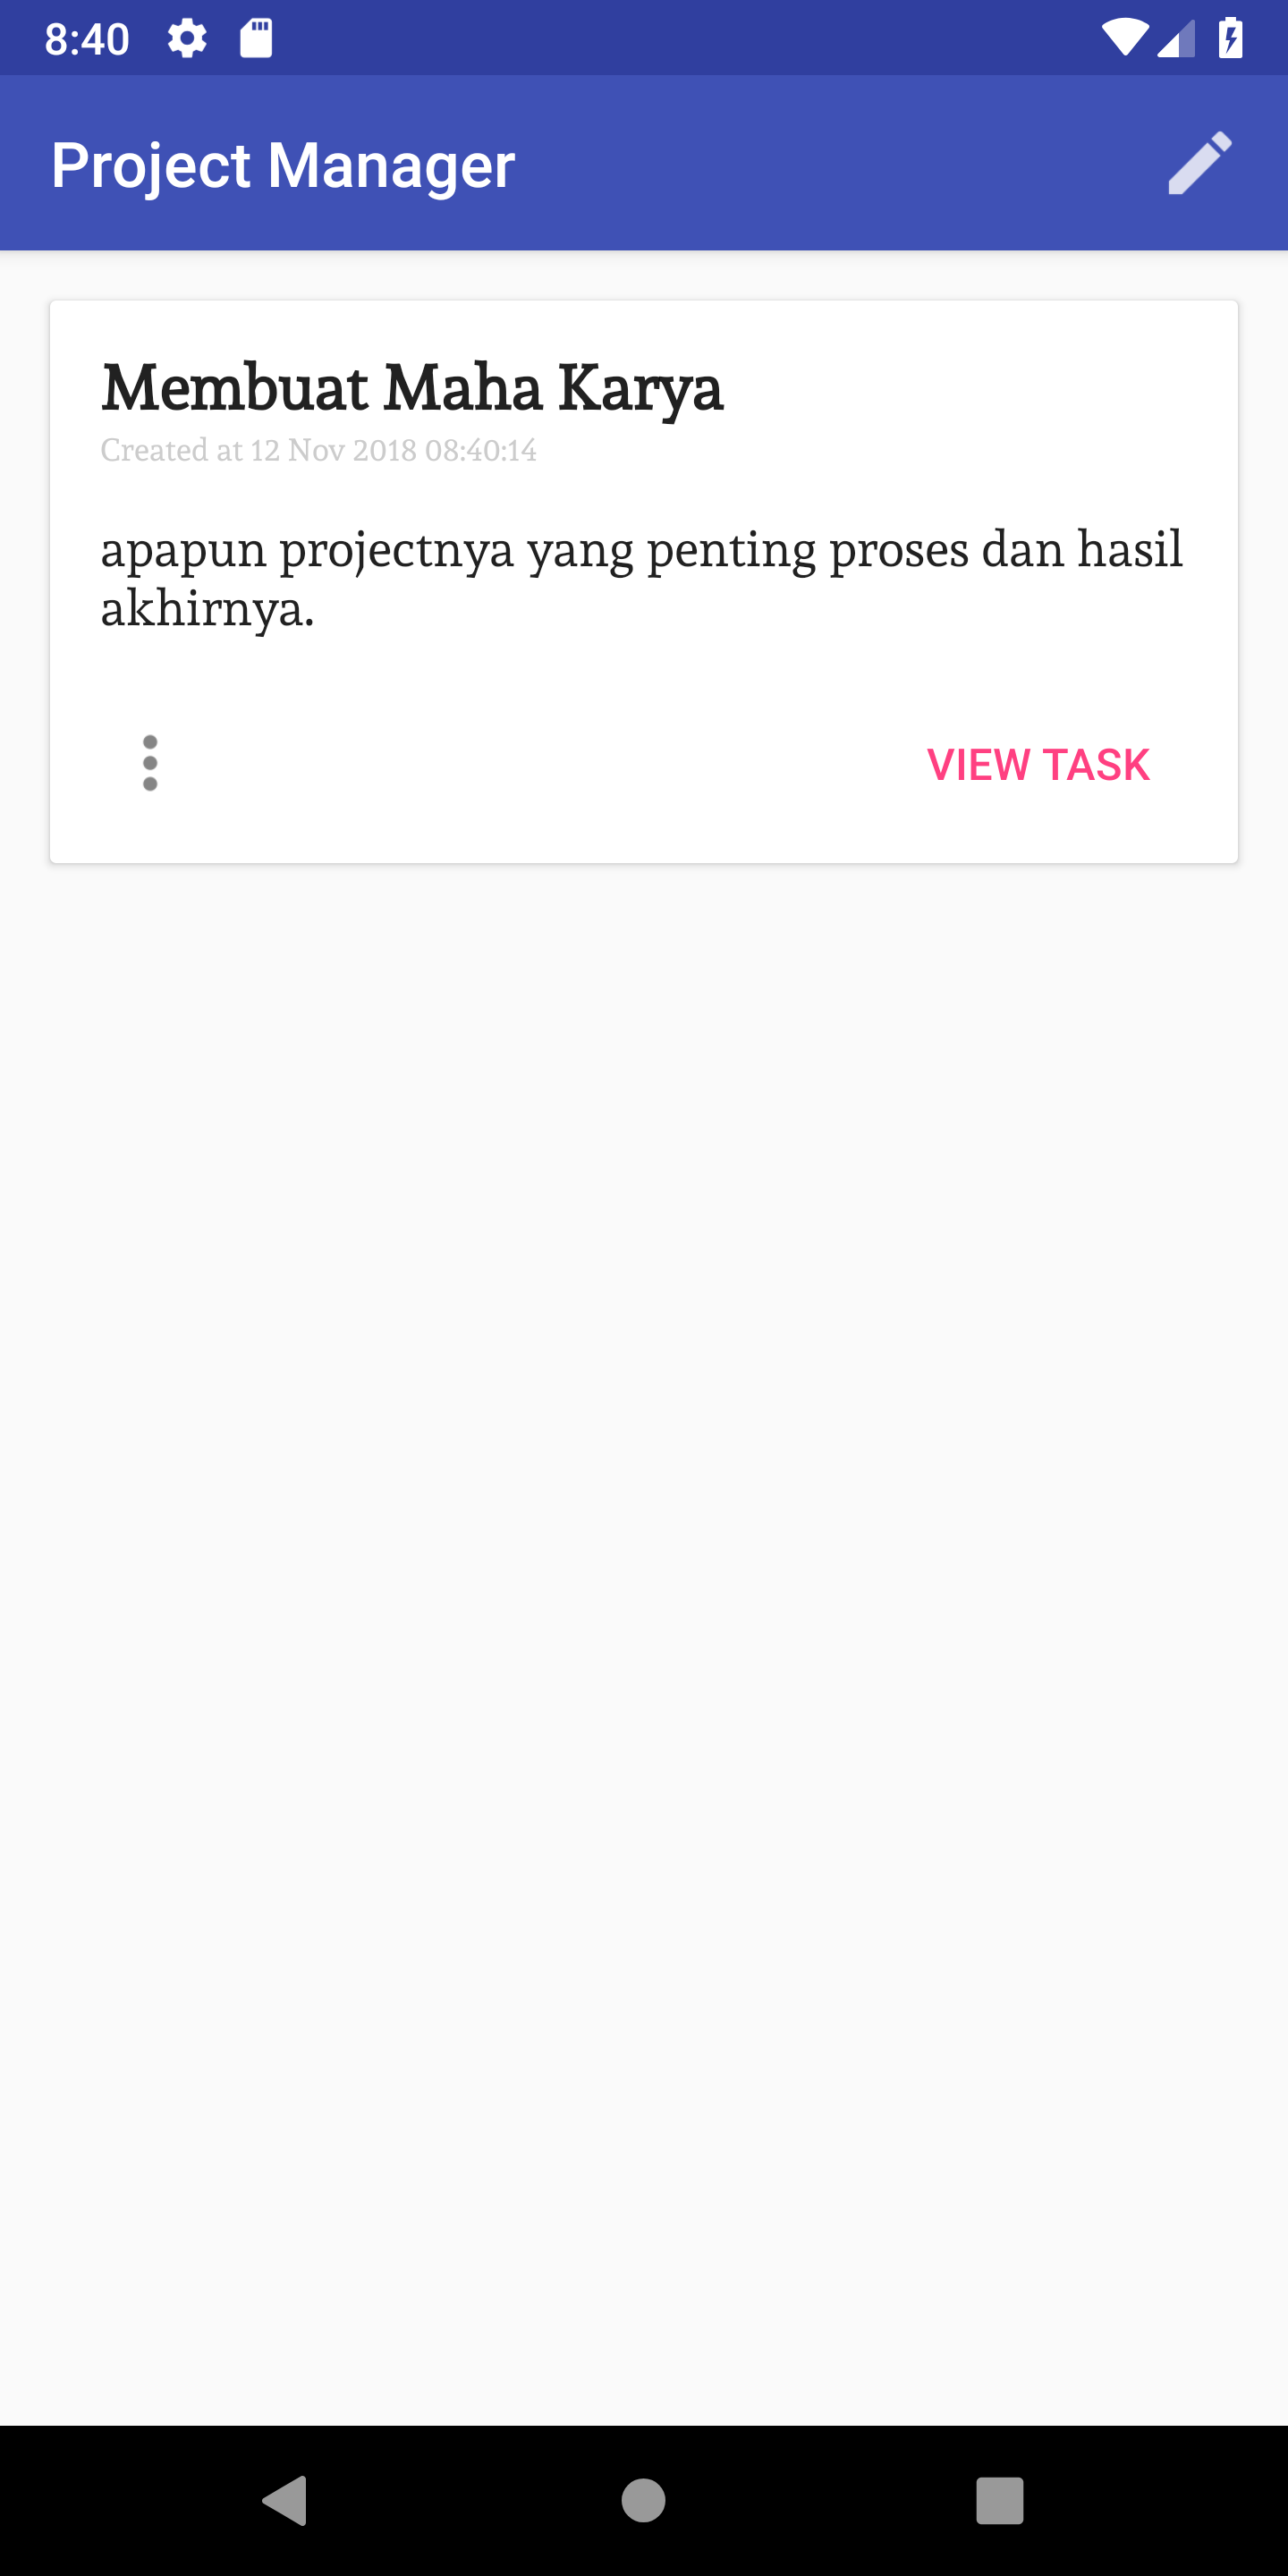 8:40
Project Manager
Membuat Maha Karya
Created at 12 Nov 2018 08:40:14
apapun projectnya yang penting proses dan hasil
akhirnya.
VIEW TASK